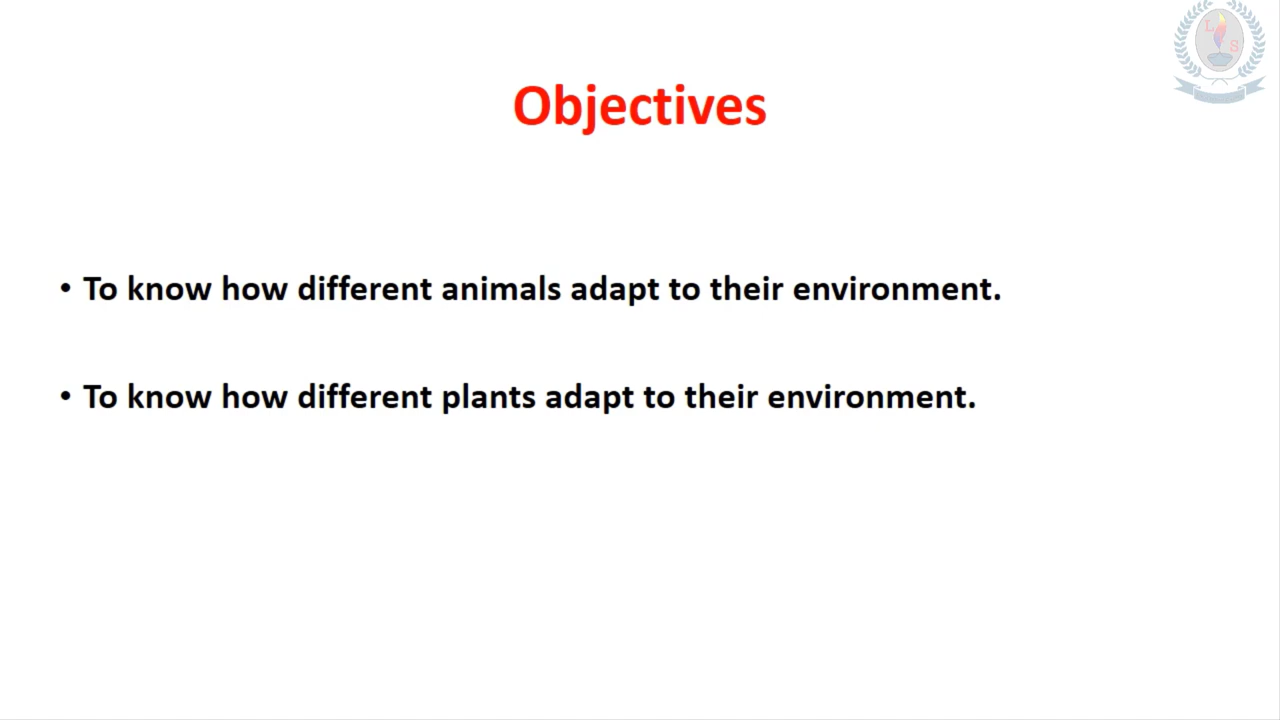 L
S
Objectives
• To know how different animals adapt to their environment.
• To know how different plants adapt to their environment.